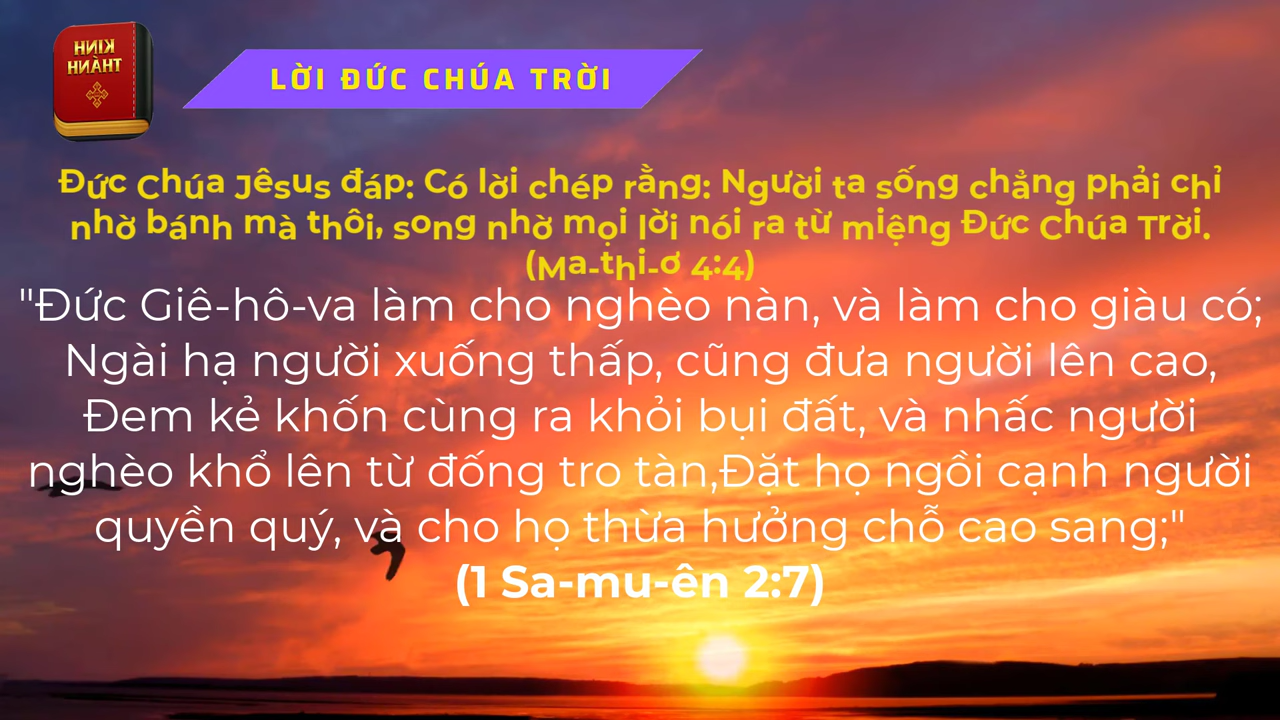 KINH
THÀNH
LỜI ĐỨC CHÚA TRỜI
Đức Chúa Jêsus đáp: Có lời chép rằng: Người ta sống chẳng phải chỉ
nhờ bánh mà thôi, song nhờ mọi lời nói ra từ miệng Đức Chúa Trời.
(Ma-thi-ơ 4:4)
"Đức Giê-hô-va làm cho nghèo nàn, và làm cho giàu có;
Ngài hạ người xuống thấp, cũng đưa người lên cao,
Đem kẻ khốn cùng ra khỏi bụi đất, và nhấc người
nghèo khổ lên từ đống tro tàn,Đặt họ ngồi cạnh người
quyền quý, và cho họ thừa hưởng chỗ cao sang;"
(1 Sa-mu-ên 2:7)